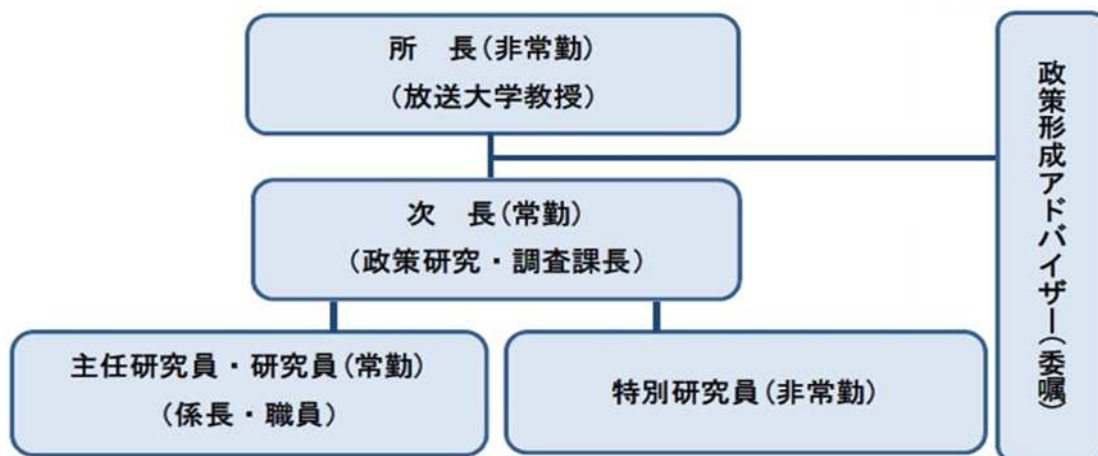 所　長(非常勤)
(放送大学教授)
次　長(常勤)
(政策研究・調査課長)
主任研究員・研究員(常勤)
(係長・職員)
特別研究員(非常勤)
政策形成アドバイザー(委嘱)